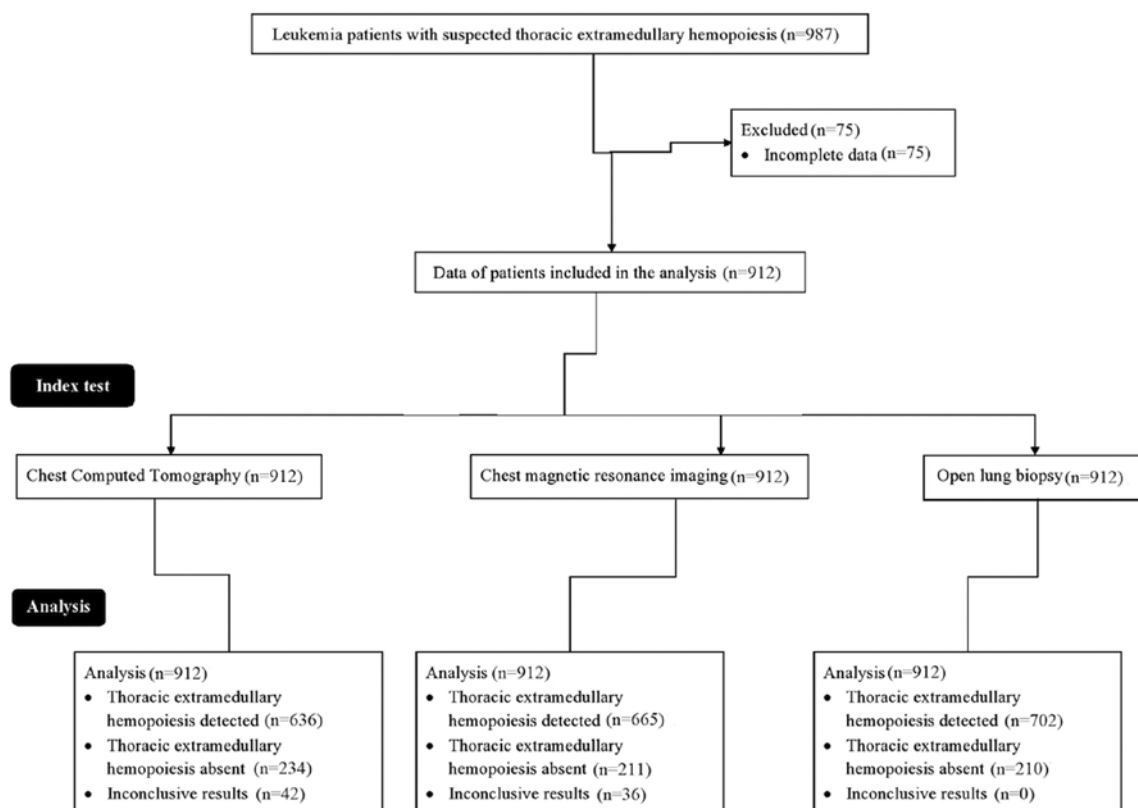 Leukemia patients with suspected thoracic extramedullary hemopoiesis (n=987)
Excluded (n=75)
• Incomplete data (n=75)
Data of patients included in the analysis (n=912)
Index test
Chest Computed Tomography (n=912)
Chest magnetic resonance imaging (n=912)
Open lung biopsy (n=912)
Analysis
Analysis (n=912)
• Thoracic extramedullary
hemopoiesis detected (n=636)
• Thoracic extramedullary
hemopoiesis absent (n=234)
• Inconclusive results (n=42)
Analysis (n=912)
• Thoracic extramedullary
hemopoiesis detected (n=665)
• Thoracic extramedullary
hemopoiesis absent (n=211)
• Inconclusive results (n=36)
Analysis (n=912)
• Thoracic extramedullary
hemopoiesis detected (n=702)
• Thoracic extramedullary
hemopoiesis absent (n=210)
• Inconclusive results (n=0)